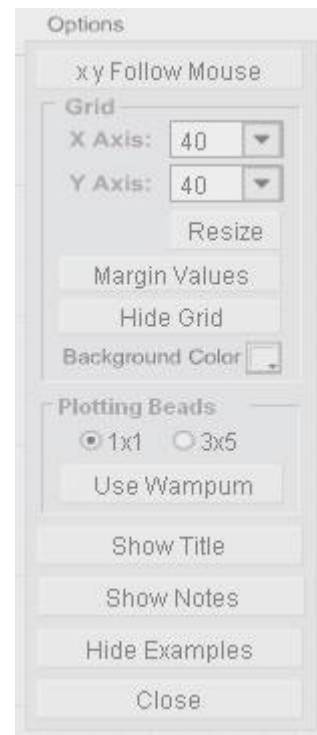 Options
x y Follow Mouse
Grid
X Axis: 40
Y Axis: 40
Resize
Margin Values
Hide Grid
Background Color
Plotting Beads
1x1 3x5
Use Wampum
Show Title
Show Notes
Hide Examples
Close